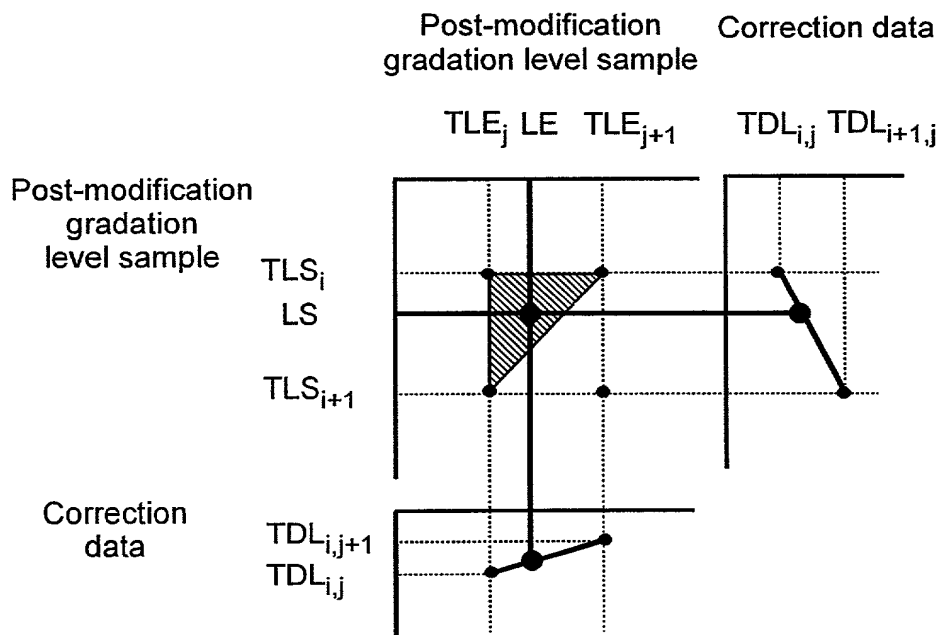 Post-modification
gradation level sample
Correction data
TLEj LE TLEj+1
TDLi,j TDLi+1,j
Post-modification
gradation
level sample
TLSi
LS
TLSi+1
Correction
data
TDLi,j+1
TDLi,j